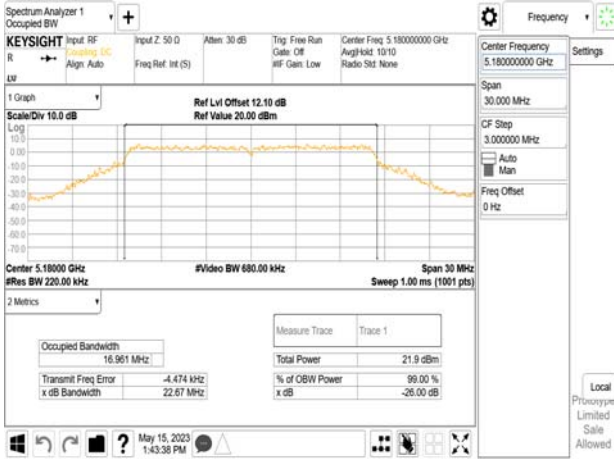 Spectrum Analyzer 1
Occupied BW
+
Frequency
KEYSIGHT
R
Input: RF
Coupling: DC
Align: Auto
Input Z: 50 Ω
Freq Ref: Int (S)
Atten: 30 dB
Trig: Free Run
Gate: Off
#IF Gain: Low
Center Freq: 5.180000000 GHz
Avg|Hold: 10/10
Radio Std: None
1 Graph
Scale/Div 10.0 dB
Ref Lvl Offset 12.10 dB
Ref Value 20.00 dBm
Log
10.0
0.00
-10.0
-20.0
-30.0
-40.0
-50.0
-60.0
-70.0
Center 5.18000 GHz
#Res BW 220.00 kHz
#Video BW 680.00 kHz
Span 30 MHz
Sweep 1.00 ms (1001 pts)
2 Metrics
Measure Trace
Trace 1
Occupied Bandwidth
16.961 MHz
Total Power
21.9 dBm
Transmit Freq Error
-4.474 kHz
% of OBW Power
99.00 %
x dB Bandwidth
22.67 MHz
x dB
-26.00 dB
May 15, 2023
1:43:38 PM
?
Center Frequency
5.180000000 GHz
Settings
Span
30.000 MHz
CF Step
3.000000 MHz
Auto
Man
Freq Offset
0 Hz
Local
Prototype
Limited
Sale
Allowed